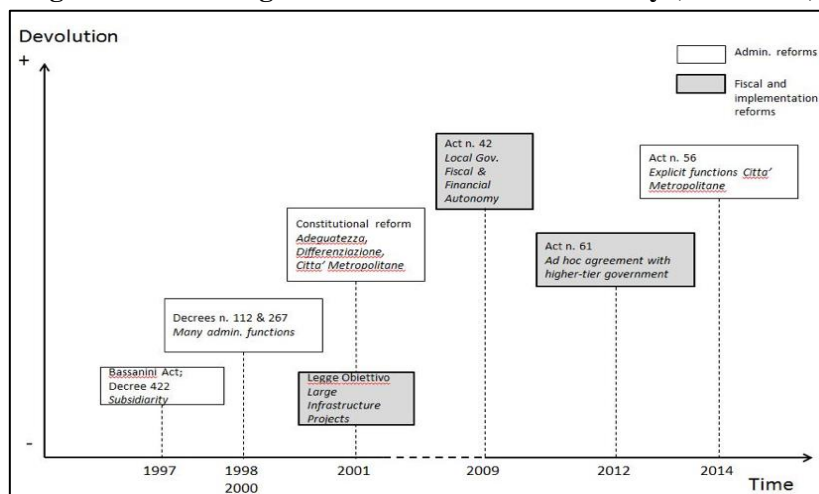 Devolution
+
Admin. reforms
Fiscal and
implementation
reforms
Act n. 42
Local Gov.
Fiscal &
Financial
Autonomy
Act n. 56
Explicit functions Citta’
Metropolitane
Constitutional reform
Adeguatezza,
Differenziazione,
Citta’ Metropolitane
Act n. 61
Ad hoc agreement with
higher-tier government
Decrees n. 112 & 267
Many admin. functions
Bassanini Act;
Decree 422
Subsidiarity
Legge Obiettivo
Large
Infrastructure
Projects
-
1997
1998
2000
2001
2009
2012
2014
Time